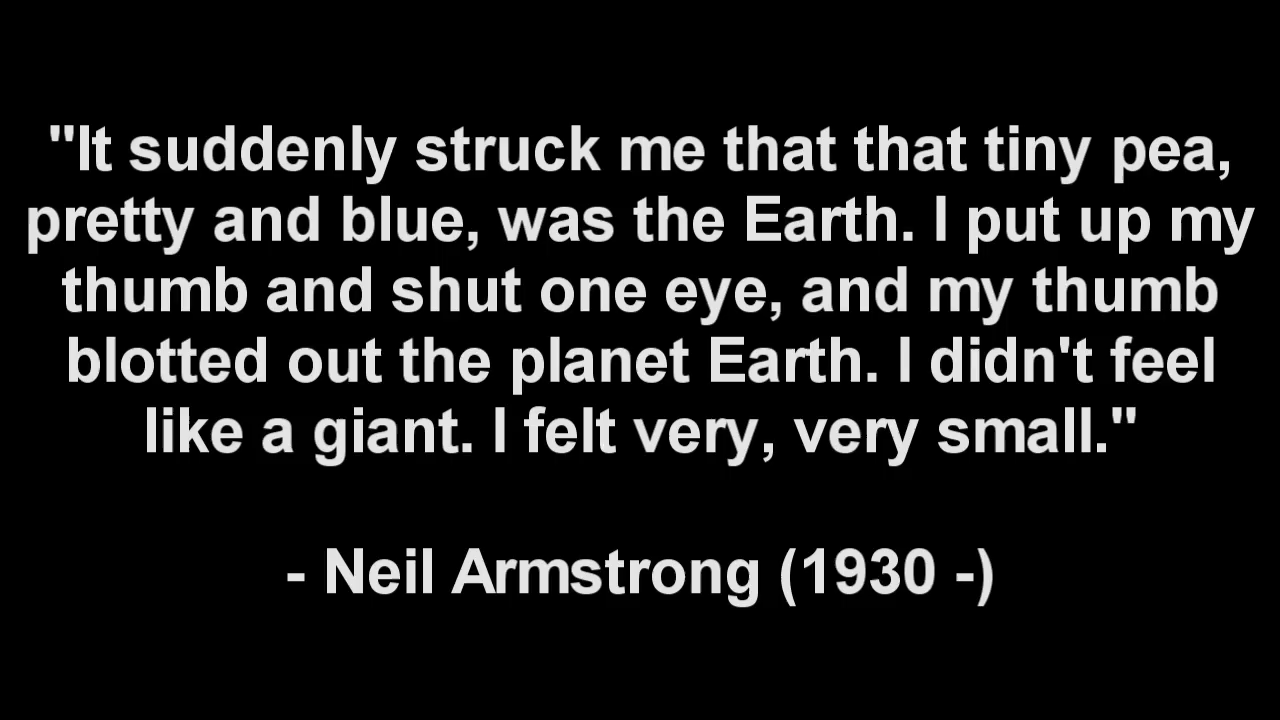 "It suddenly struck me that that tiny pea,
pretty and blue, was the Earth. I put up my
thumb and shut one eye, and my thumb
blotted out the planet Earth. I didn't feel
like a giant. I felt very, very small."
- Neil Armstrong (1930 -)